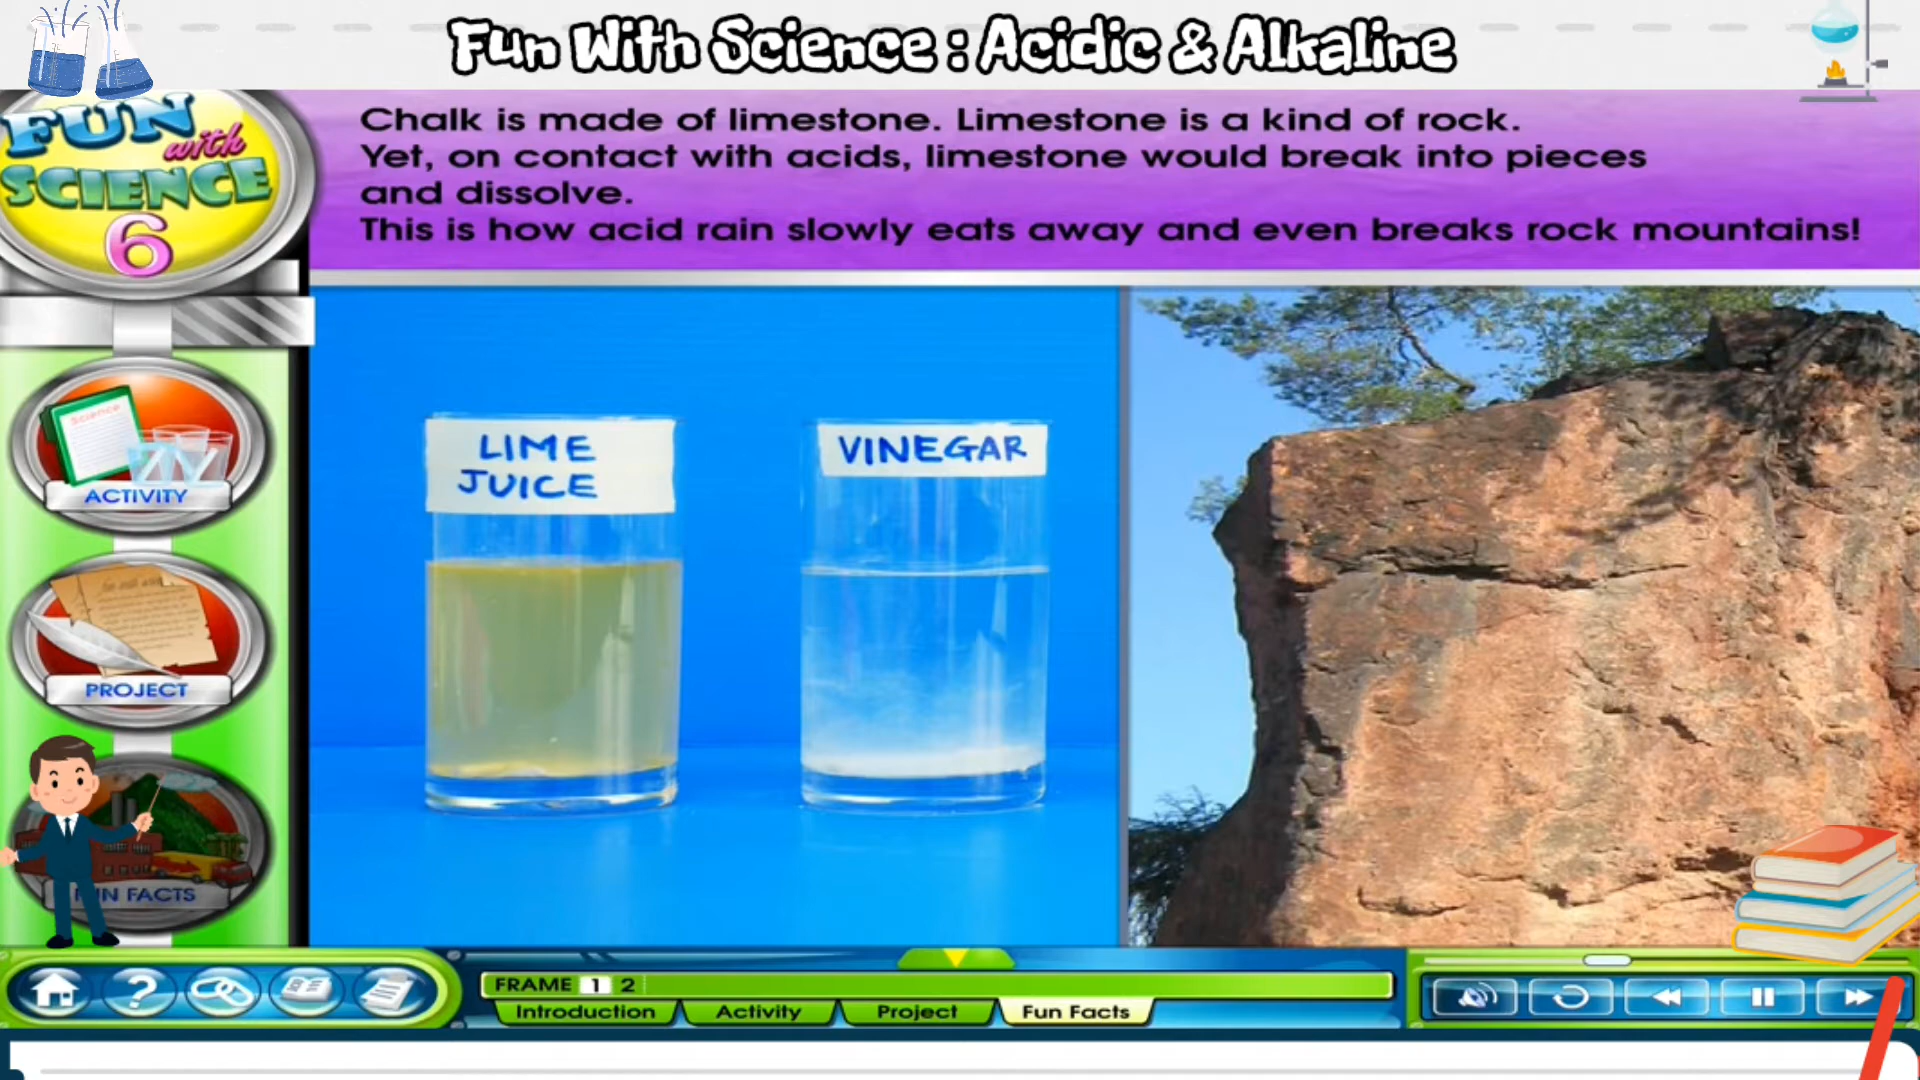 Fun With Science : Acidic & Alkaline
FUN
with
SCIENCE
6
Chalk is made of limestone. Limestone is a kind of rock.
Yet, on contact with acids, limestone would break into pieces
and dissolve.
This is how acid rain slowly eats away and even breaks rock mountains!
LIME
JUICE
VINEGAR
Science
ACTIVITY
PROJECT
FUN FACTS
FRAME 1 2
Introduction
Activity
Project
Fun Facts